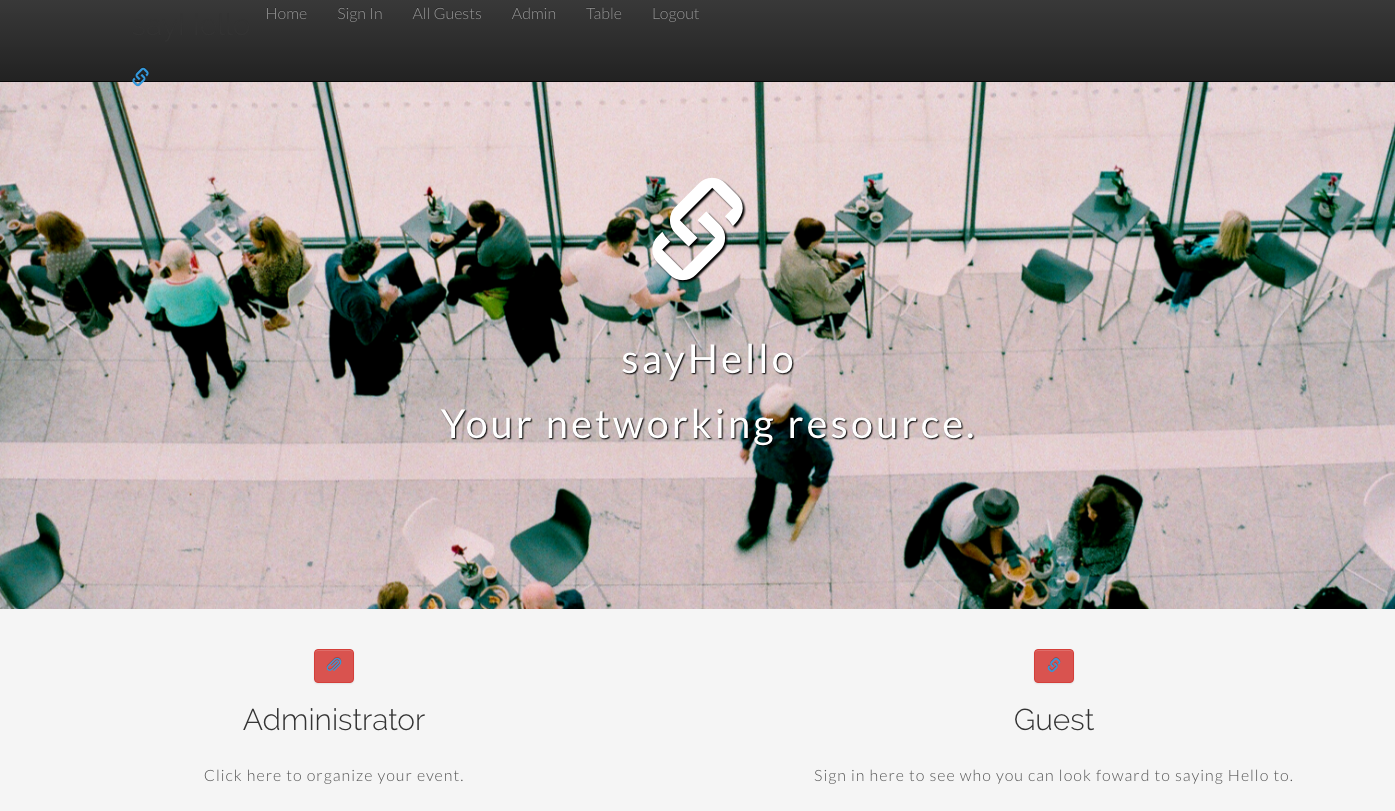 Home Sign In All Guests Admin Table Logout
sayHello
Your networking resource.
Administrator Guest
Click here to organize your event. Sign in here to see who you can look foward to saying Hello to.